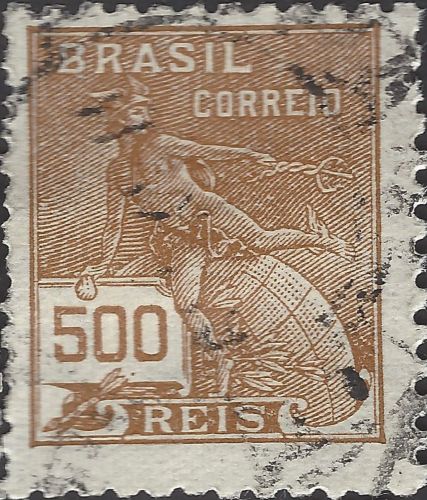 BRASIL
CORREIO
500
REIS